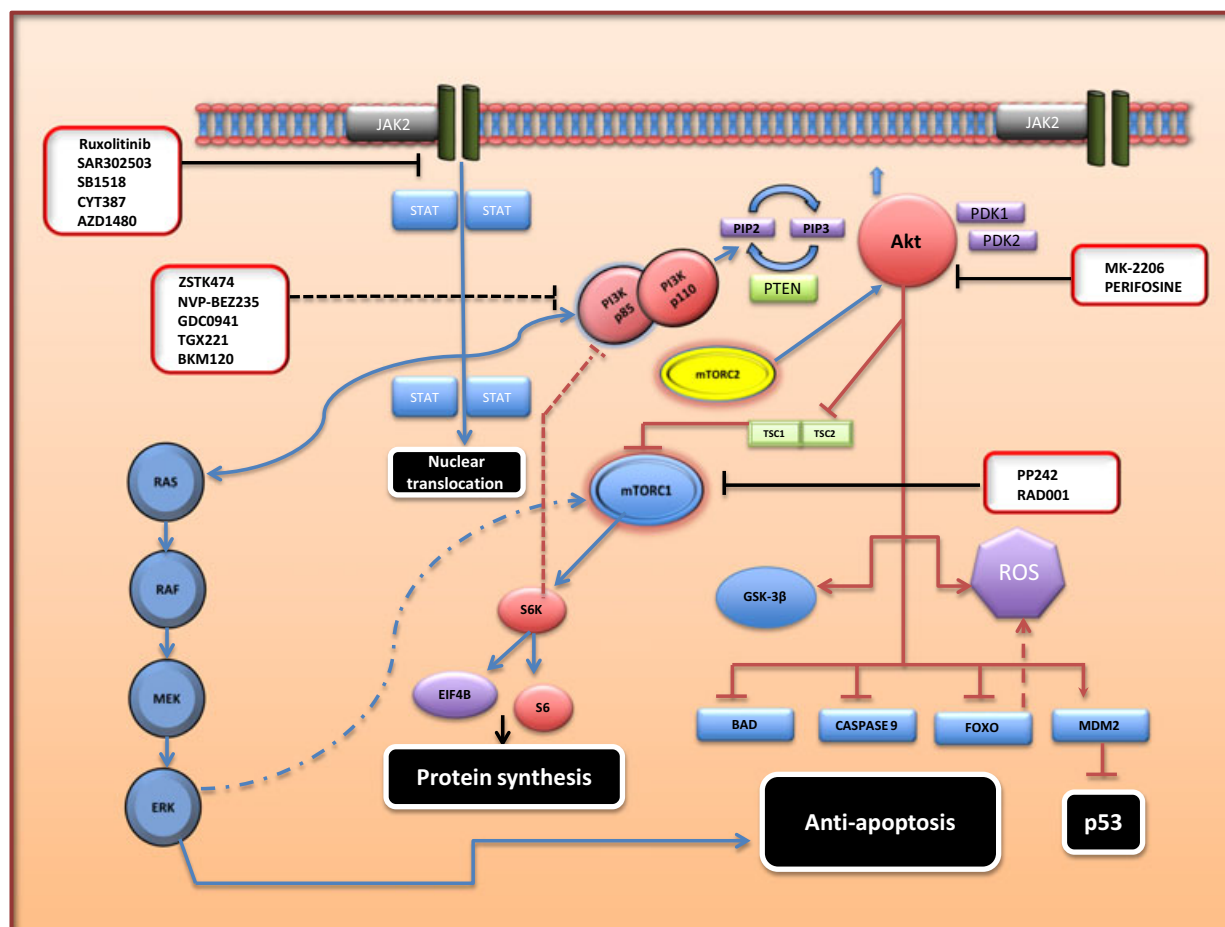 JAK2
JAK2
Ruxolitinib
SAR302503
SB1518
CYT387
AZD1480
STAT
STAT
PIP2
PIP3
PTEN
Akt
PDK1
PDK2
MK-2206
PERIFOSINE
ZSTK474
NVP-BEZ235
GDC0941
TGX221
BKM120
PI3K
p85
PI3K
p110
mTORC2
STAT
STAT
TSC1
TSC2
Nuclear
translocation
RAS
mTORC1
PP242
RAD001
RAF
GSK-3β
ROS
S6K
MEK
EIF4B
S6
BAD
CASPASE 9
FOXO
MDM2
Protein synthesis
ERK
Anti-apoptosis
p53